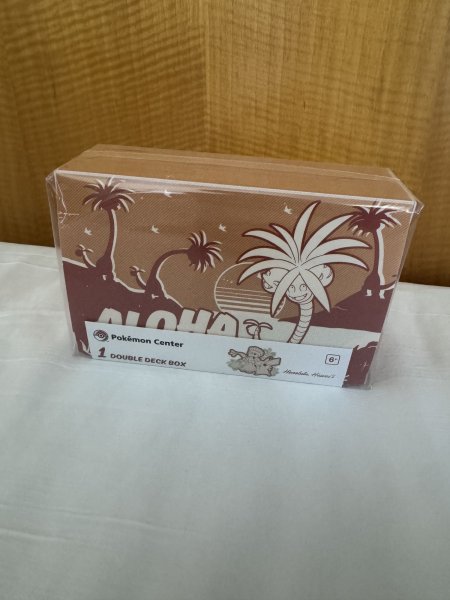 ALOHA
Pokémon Center
1 DOUBLE DECK BOX
6+
Honolulu, Hawai'i